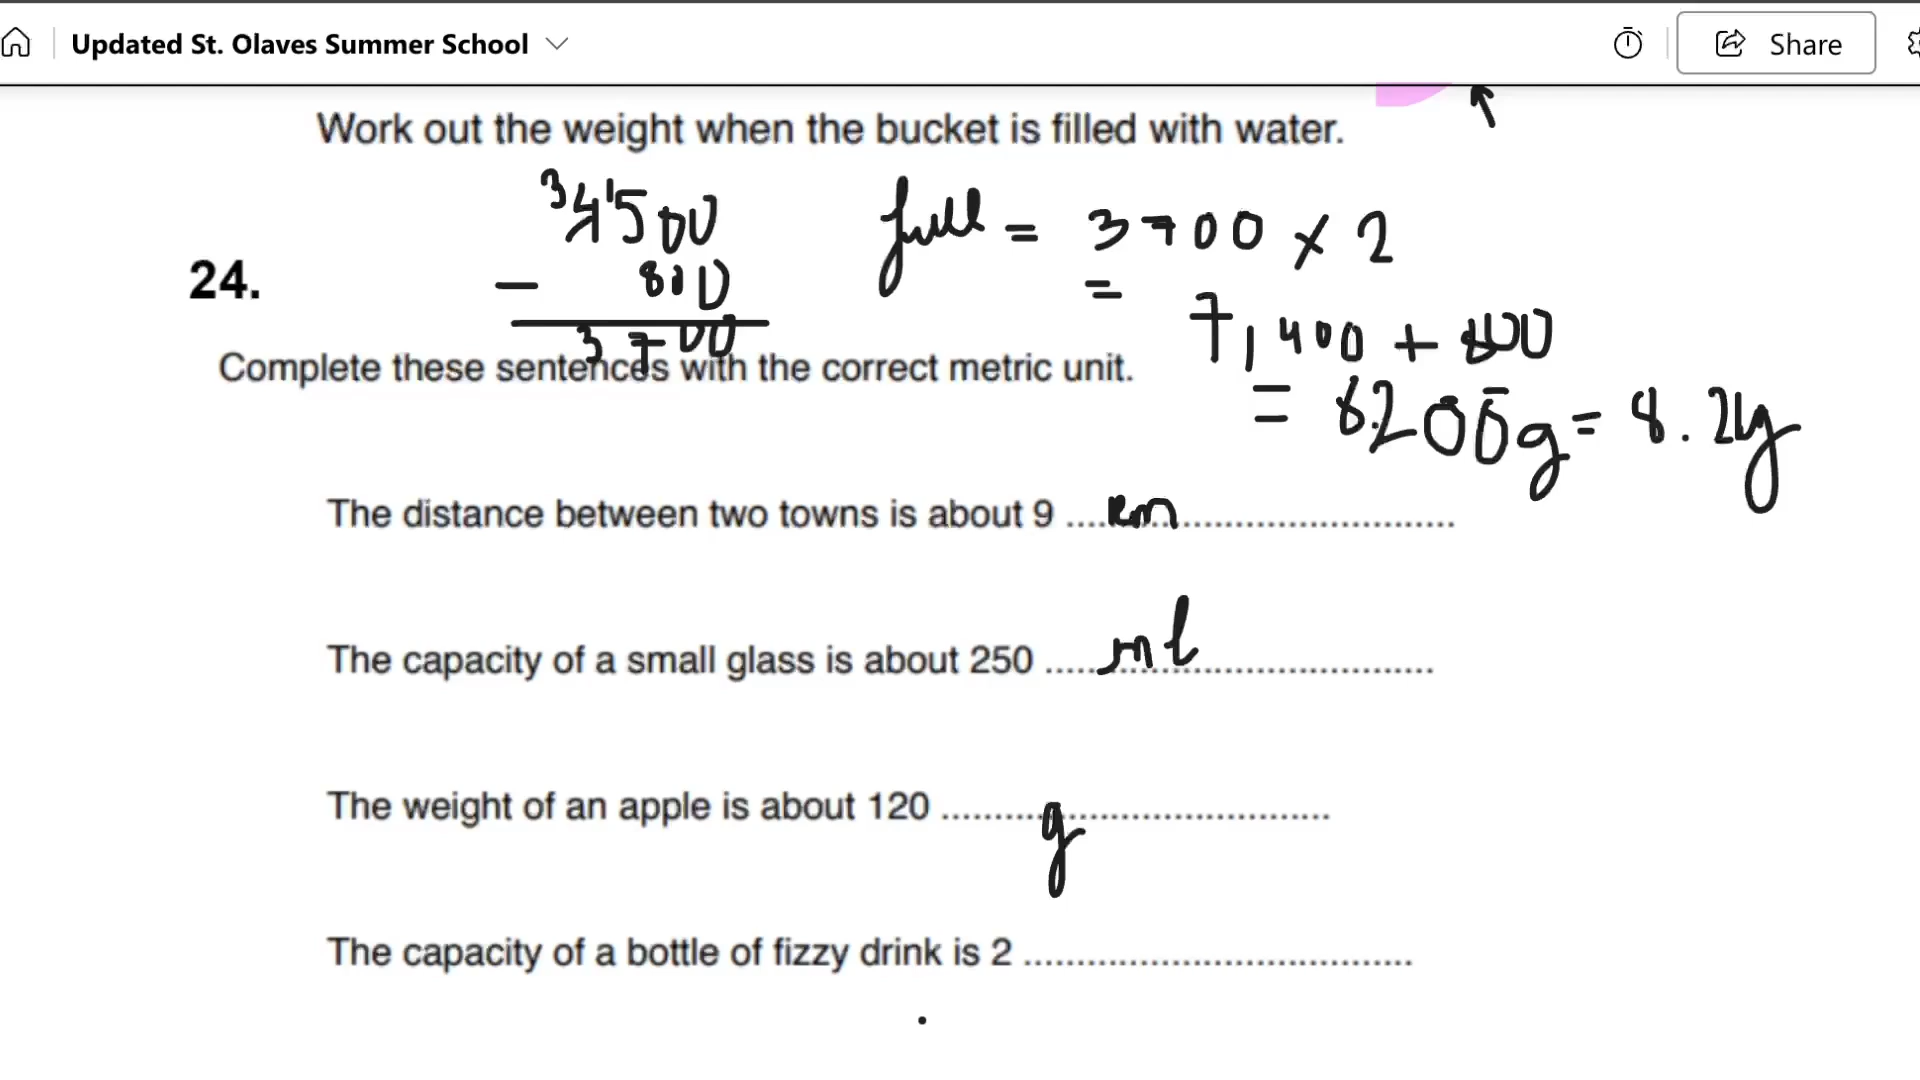 Updated St. Olaves Summer School
Share
Work out the weight when the bucket is filled with water.
34'500
full = 3700 × 2
24.
- 800
= 7,400 + 800
3700
Complete these sentences with the correct metric unit.
= 8200g = 8.2
The distance between two towns is about 9 .... km ....
The capacity of a small glass is about 250 .... ml ....
The weight of an apple is about 120 .... g ....
The capacity of a bottle of fizzy drink is 2 ....